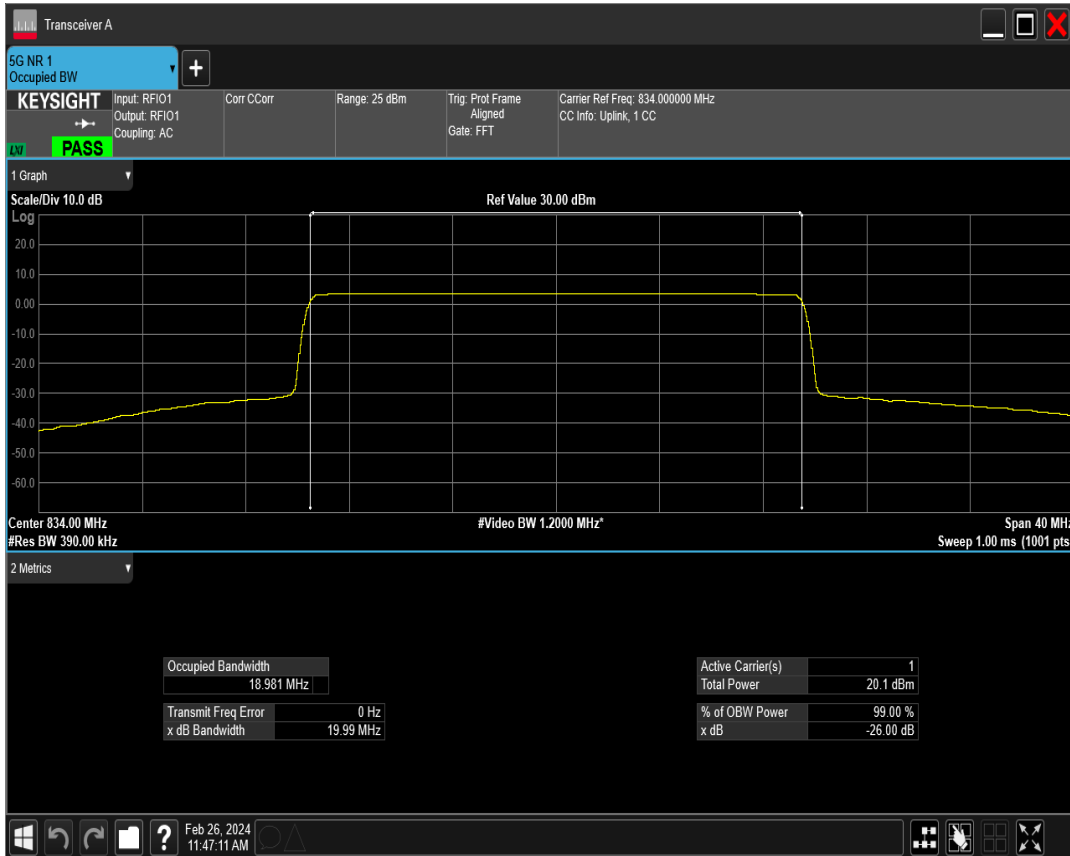 Transceiver A
5G NR 1
Occupied BW
KEYSIGHT
LXI
PASS
Input: RFIO1
Output: RFIO1
Coupling: AC
Corr CCorr
Range: 25 dBm
Trig: Prot Frame
Aligned
Gate: FFT
Carrier Ref Freq: 834.000000 MHz
CC Info: Uplink, 1 CC
1 Graph
Scale/Div 10.0 dB
Ref Value 30.00 dBm
Log
20.0
10.0
0.00
-10.0
-20.0
-30.0
-40.0
-50.0
-60.0
Center 834.00 MHz
#Video BW 1.2000 MHz*
Span 40 MHz
#Res BW 390.00 kHz
Sweep 1.00 ms (1001 pts
2 Metrics
Occupied Bandwidth
18.981 MHz
Transmit Freq Error 0 Hz
x dB Bandwidth 19.99 MHz
Active Carrier(s) 1
Total Power 20.1 dBm
% of OBW Power 99.00 %
x dB -26.00 dB
?
Feb 26, 2024
11:47:11 AM